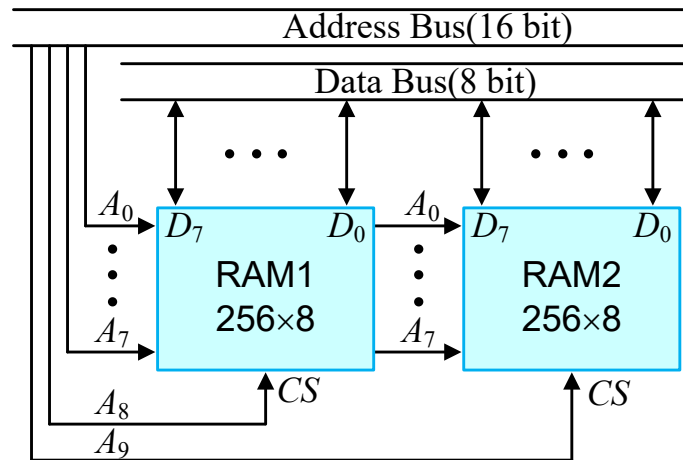 Address Bus(16 bit)
Data Bus(8 bit)
A₀ D₇ D₀ A₀ D₇ D₀
RAM1 RAM2
256×8 256×8
A₇ A₇
CS CS
A₈
A₉